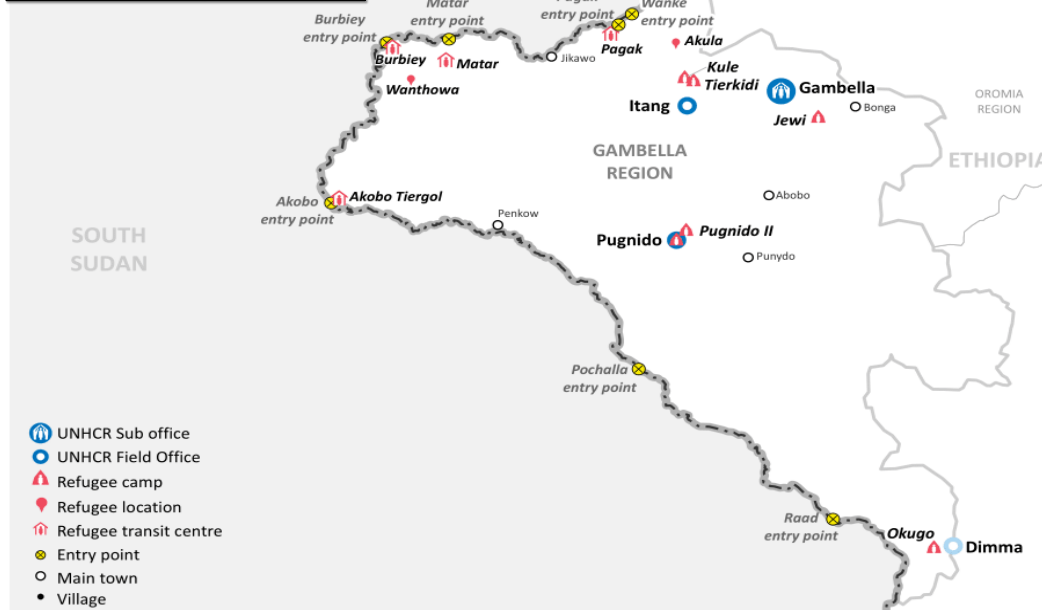 Burbiey
entry point
Matar
entry point
Pagak
entry point
Wanke
entry point
Burbiey
Matar
Wanthowa
Jikawo
Pagak
Akula
Kule
Tierkidi
Itang
Gambella
Jewi
Bonga
OROMIA
REGION
ETHIOPIA
GAMBELLA
REGION
Akobo
entry point
Akobo Tiergol
Penkow
Abobo
SOUTH
SUDAN
Pugnido
Pugnido II
Punydo
Pochalla
entry point
Raad
entry point
Okugo
Dimma
UNHCR Sub office
UNHCR Field Office
Refugee camp
Refugee location
Refugee transit centre
Entry point
Main town
Village